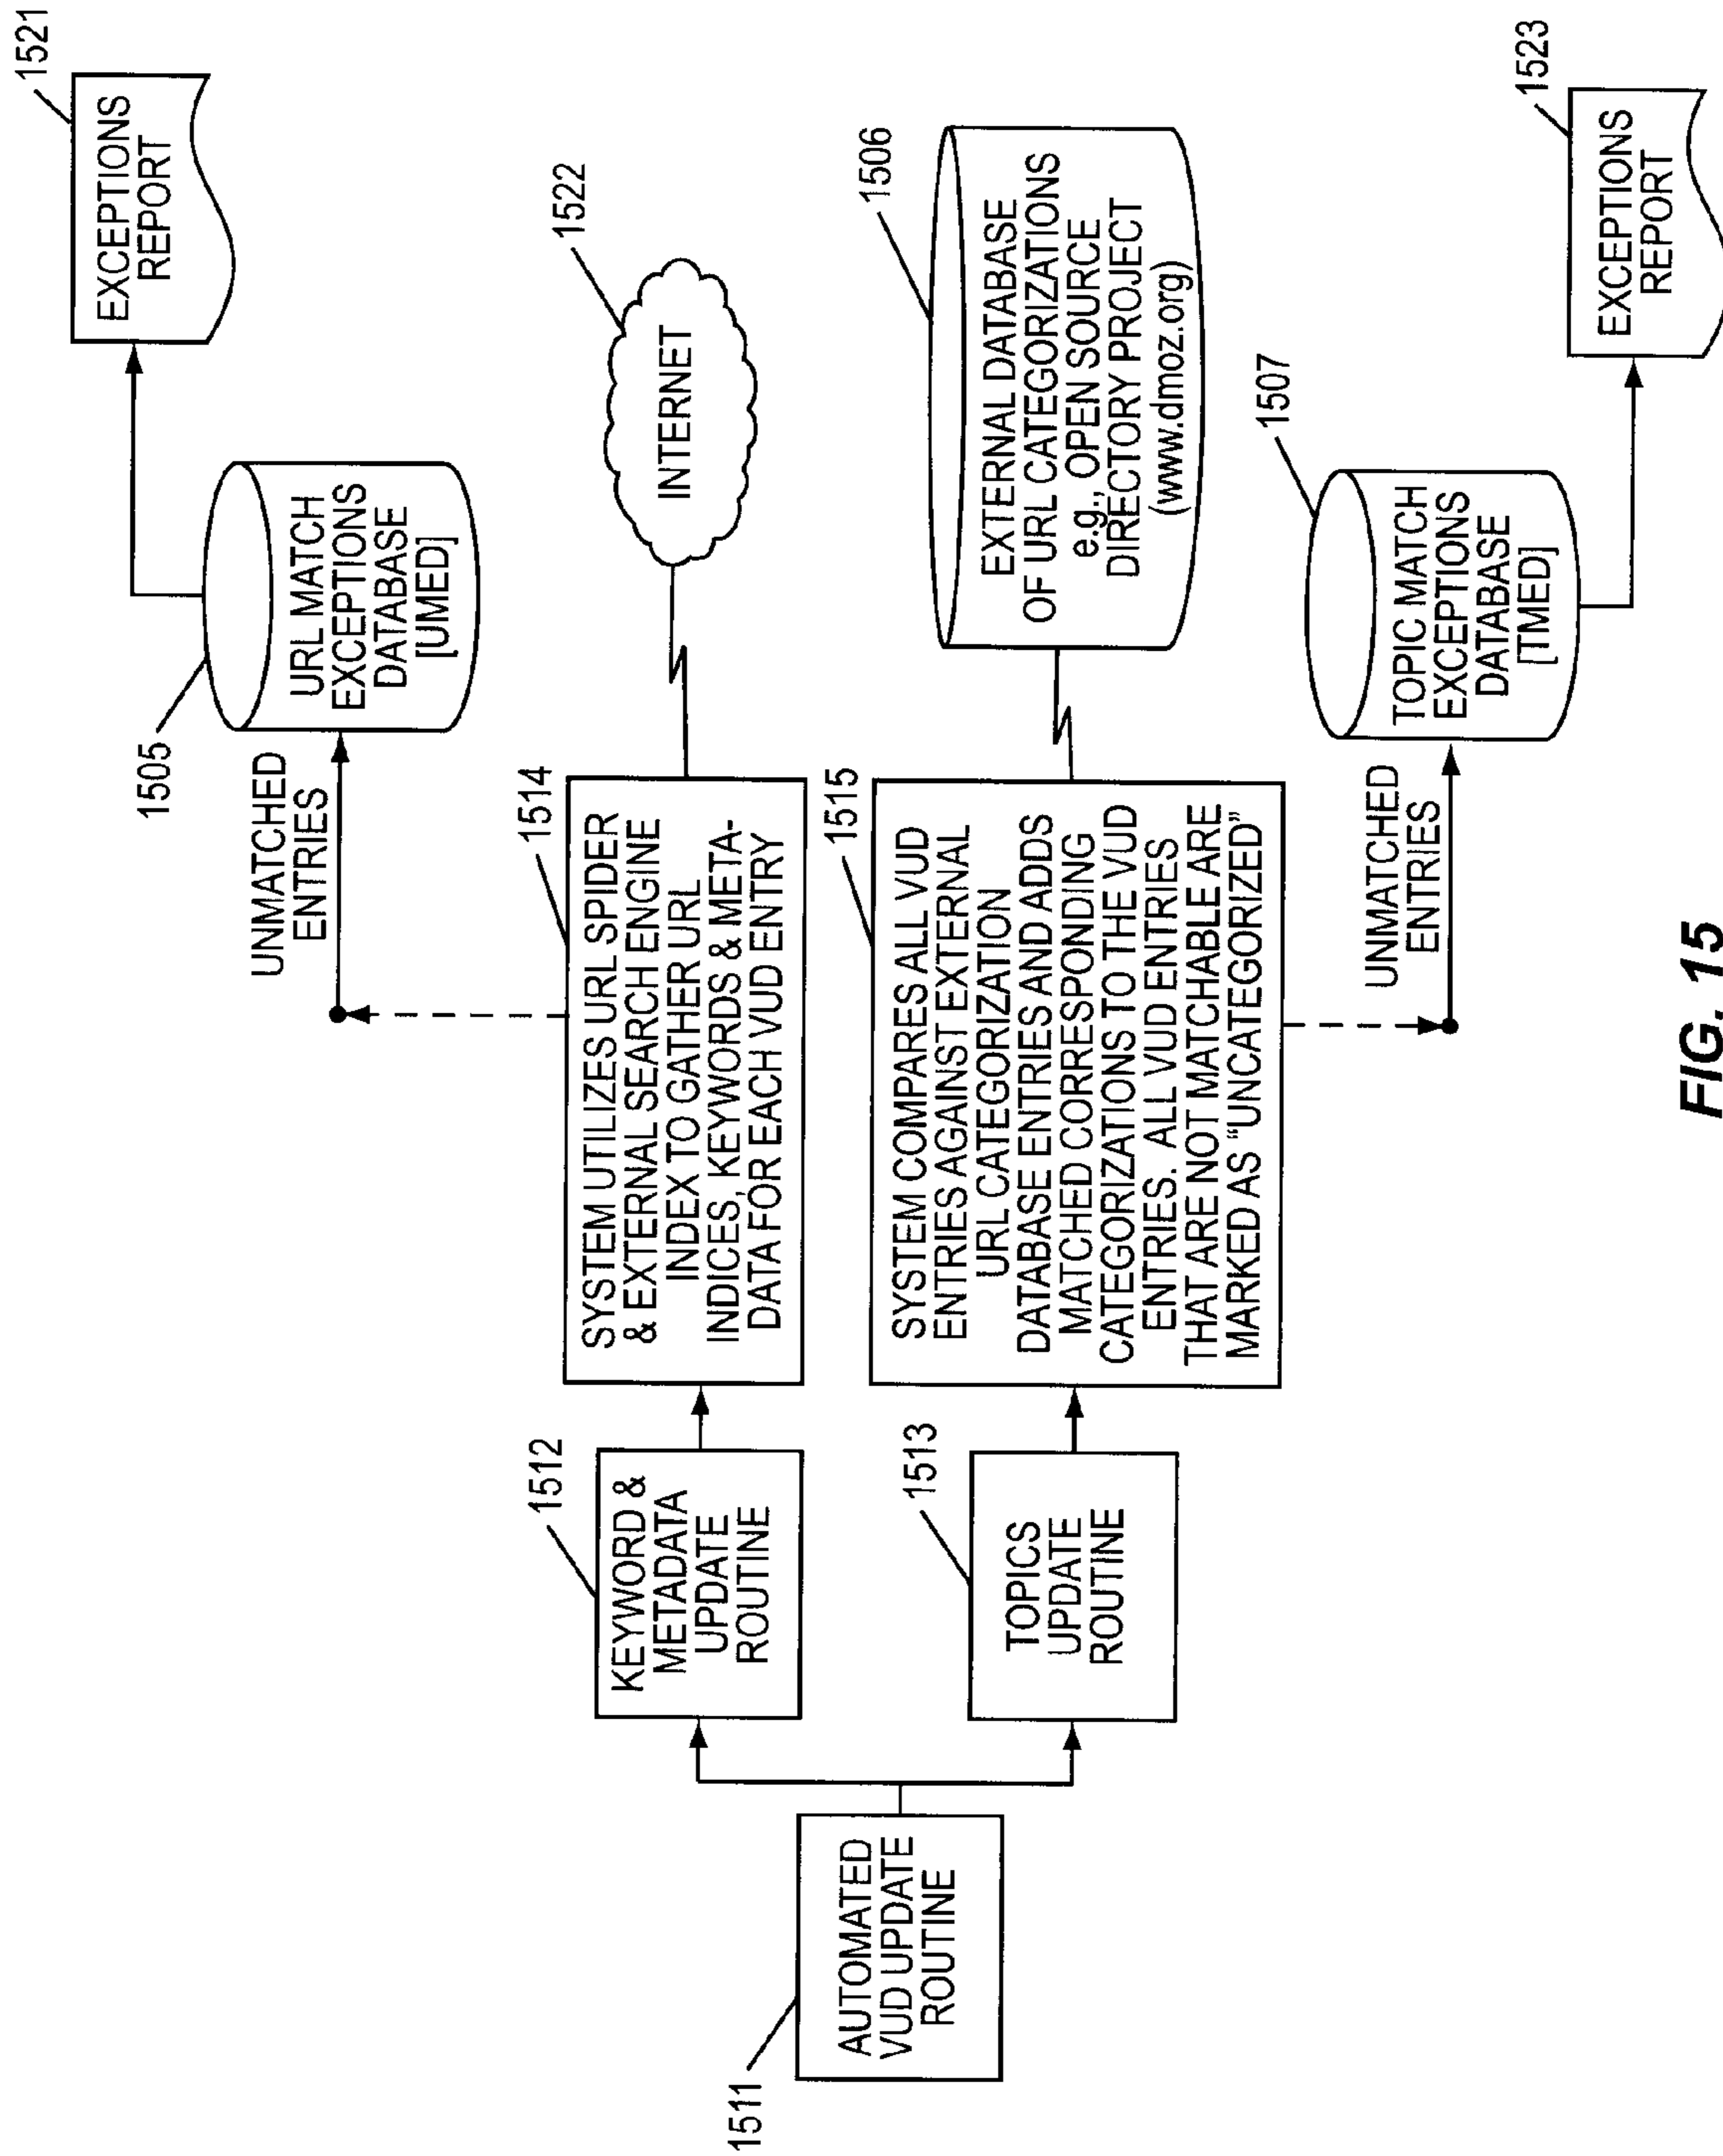 1511
AUTOMATED
VUD UPDATE
ROUTINE
1512
KEYWORD &
METADATA
UPDATE
ROUTINE
1513
TOPICS
UPDATE
ROUTINE
1514
SYSTEM UTILIZES URL SPIDER
& EXTERNAL SEARCH ENGINE
INDEX TO GATHER URL
INDICES, KEYWORDS & META-
DATA FOR EACH VUD ENTRY
1515
SYSTEM COMPARES ALL VUD
ENTRIES AGAINST EXTERNAL
URL CATEGORIZATION
DATABASE ENTRIES AND ADDS
MATCHED CORRESPONDING
CATEGORIZATIONS TO THE VUD
ENTRIES. ALL VUD ENTRIES
THAT ARE NOT MATCHABLE ARE
MARKED AS "UNCATEGORIZED"
UNMATCHED
ENTRIES
1505
URL MATCH
EXCEPTIONS
DATABASE
[UMED]
1521
EXCEPTIONS
REPORT
1522
INTERNET
1506
EXTERNAL DATABASE
OF URL CATEGORIZATIONS
e.g., OPEN SOURCE
DIRECTORY PROJECT
(www.dmoz.org)
UNMATCHED
ENTRIES
1507
TOPIC MATCH
EXCEPTIONS
DATABASE
[TMED]
1523
EXCEPTIONS
REPORT
FIG. 15